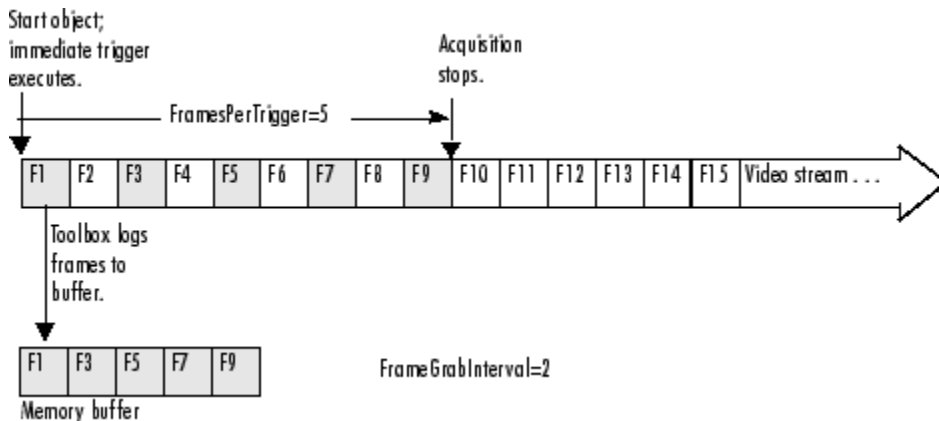 Start object;
immediate trigger
executes.
Acquisition
stops.
FramesPerTrigger=5
F1 F2 F3 F4 F5 F6 F7 F8 F9 F10 F11 F12 F13 F14 F15 Video stream . . .
Toolbox logs
frames to
buffer.
F1 F3 F5 F7 F9
FrameGrabInterval=2
Memory buffer